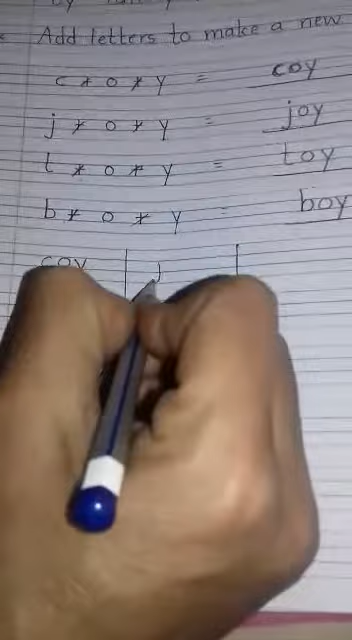 Add letters to make a new
c * o * y = coy
j * o * y = joy
t * o * y = toy
b * o * y = boy
coy j